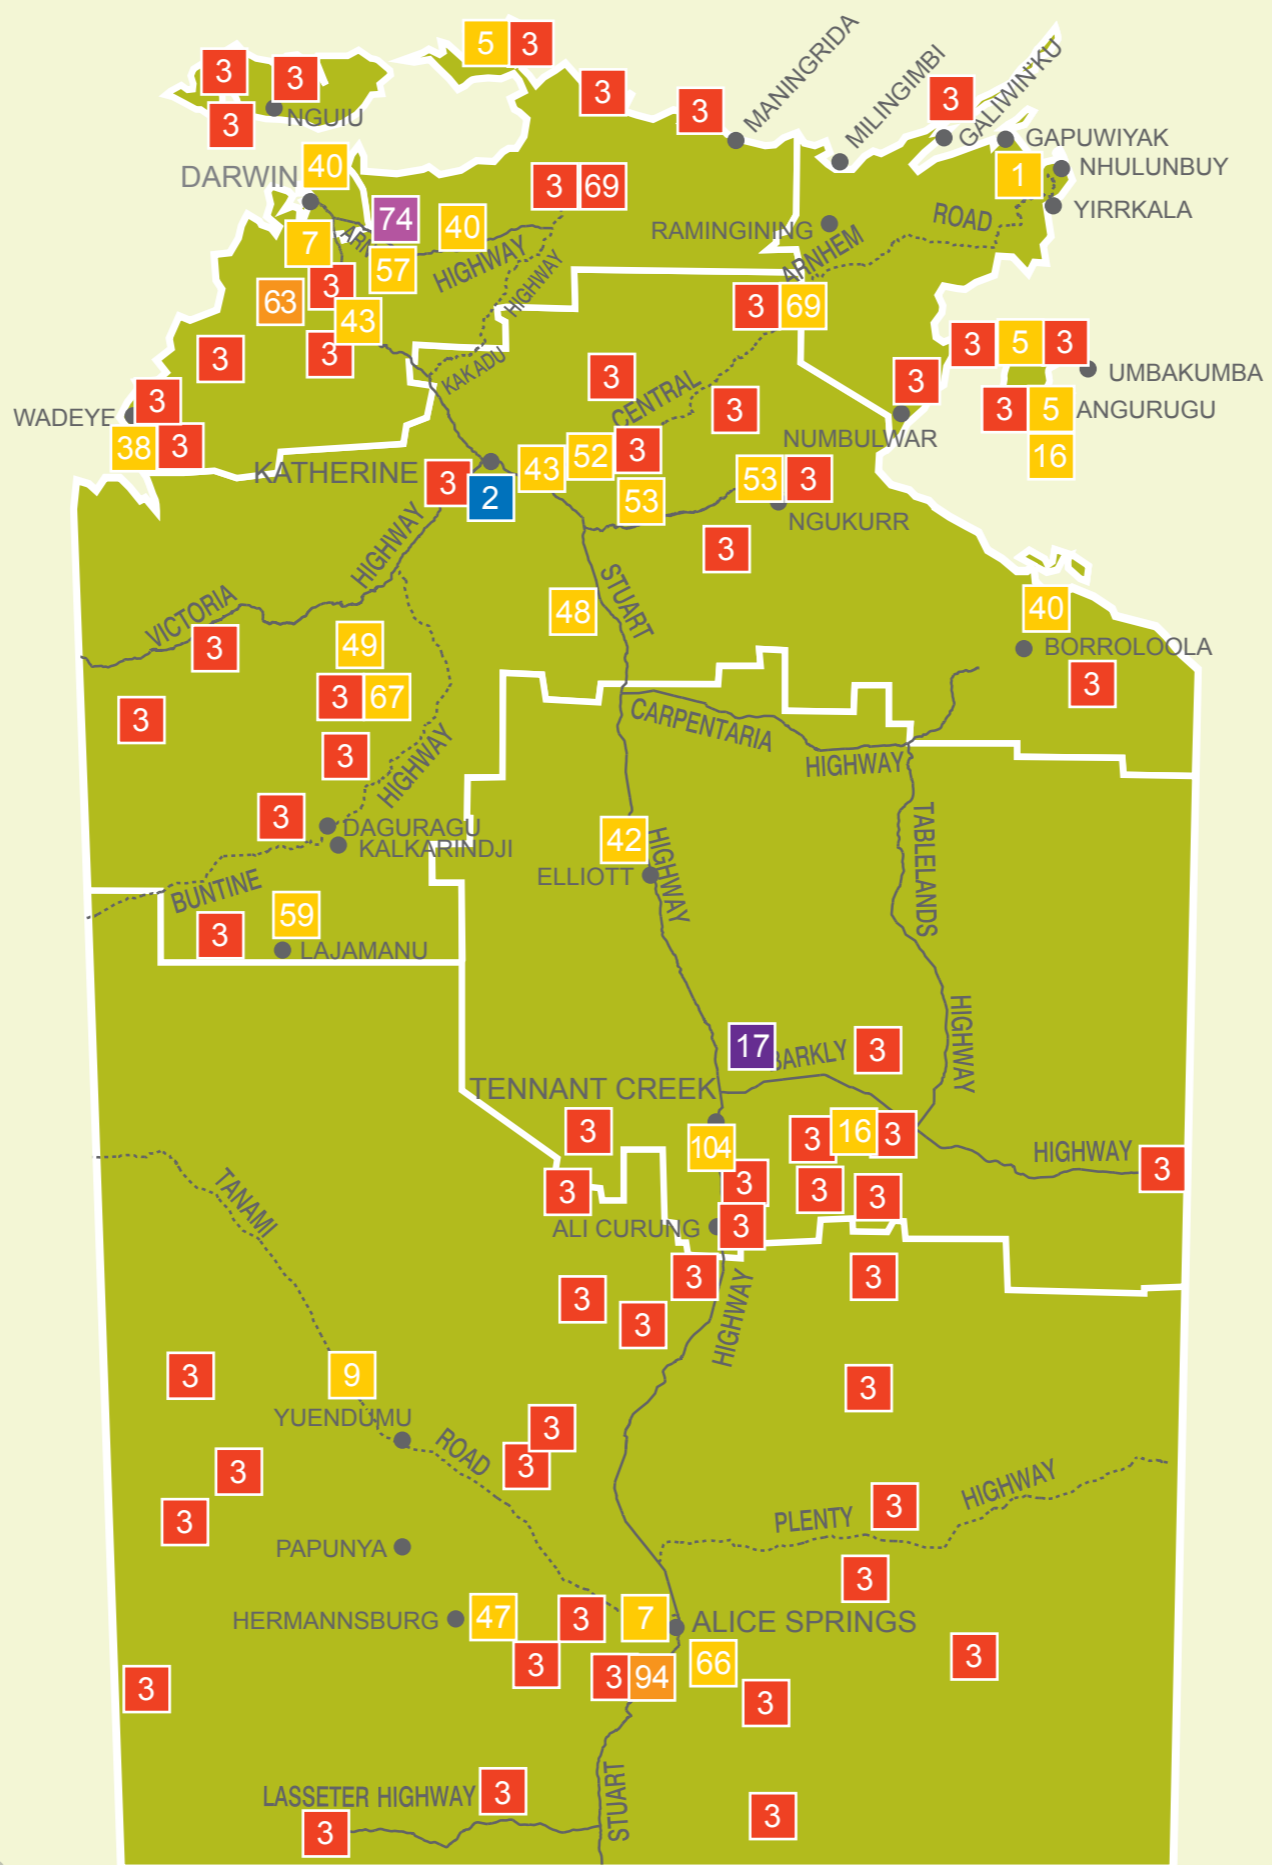 5 3
3
3
3
MANINGRIDA
MILINGIMBI
3
GALIWIN'KU
3
NGUIU
3
GAPUWIYAK
40
DARWIN
3 69
1
NHULUNBUY
YIRRKALA
74
40
RAMINGINING
ROAD
7
ARN
57
HIGHWAY
HIGHWAY
ARNHEM
63
3
43
3 69
3
3
KAKADU
3
3 5 3
UMBAKUMBA
WADEYE
3
3
CENTRAL
3
3 5
ANGURUGU
38 3
NUMBULWAR
16
KATHERINE
3
2
43
52
3
53
53 3
NGUKURR
HIGHWAY
3
VICTORIA
3
49
48
STUART
40
BORROLOOLA
3
3 67
3
3
CARPENTARIA
HIGHWAY
HIGHWAY
3
DAGURAGU
KALKARINDJI
42
ELLIOTT
HIGHWAY
TABLELANDS
BUNTINE
59
3
LAJAMANU
17
BARKLY
3
HIGHWAY
TENNANT CREEK
3
104
3
16
3
HIGHWAY
3
3
3
3
3
ALI CURUNG
3
TANAMI
3
3
3
3
HIGHWAY
3
9
3
YUENDUMU
ROAD
3
3
3
3
3
PLENTY
HIGHWAY
PAPUNYA
3
HERMANNSBURG
47
3
7
ALICE SPRINGS
3
3 94
66
3
3
3
LASSETER HIGHWAY
3
STUART
3
3